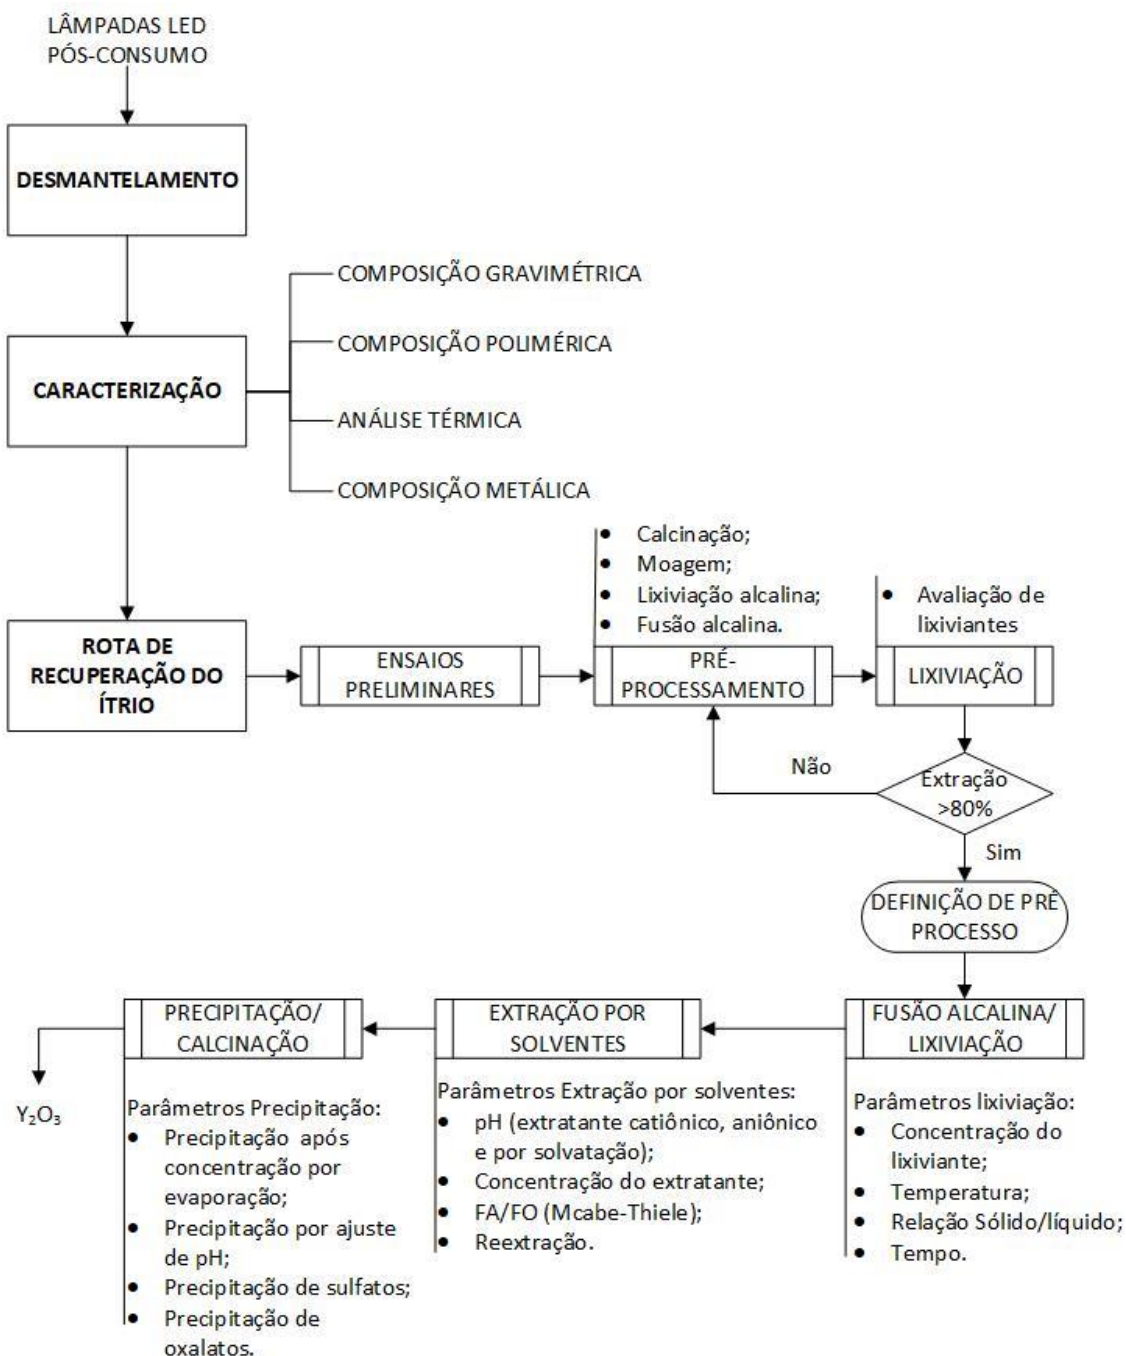 LÂMPADAS LED
PÓS-CONSUMO
DESMANTELAMENTO
COMPOSIÇÃO GRAVIMÉTRICA
COMPOSIÇÃO POLIMÉRICA
CARACTERIZAÇÃO
ANÁLISE TÉRMICA
COMPOSIÇÃO METÁLICA
• Calcinação;
• Moagem;
• Lixiviação alcalina;
• Fusão alcalina.
• Avaliação de
lixiviantes
ROTA DE
RECUPERAÇÃO DO
ÍTRIO
ENSAIOS
PRELIMINARES
PRÉ-
PROCESSAMENTO
LIXIVIAÇÃO
Não
Extração
>80%
Sim
DEFINIÇÃO DE PRÉ
PROCESSO
FUSÃO ALCALINA/
LIXIVIAÇÃO
Parâmetros lixiviação:
• Concentração do
lixiviante;
• Temperatura;
• Relação Sólido/líquido;
• Tempo.
EXTRAÇÃO POR
SOLVENTES
Parâmetros Extração por solventes:
• pH (extratante catiônico, aniônico
e por solvatação);
• Concentração do extratante;
• FA/FO (Mcabe-Thiele);
• Reextração.
PRECIPITAÇÃO/
CALCINAÇÃO
Parâmetros Precipitação:
• Precipitação após
concentração por
evaporação;
• Precipitação por ajuste
de pH;
• Precipitação de sulfatos;
• Precipitação de
oxalatos.
Y₂O₃